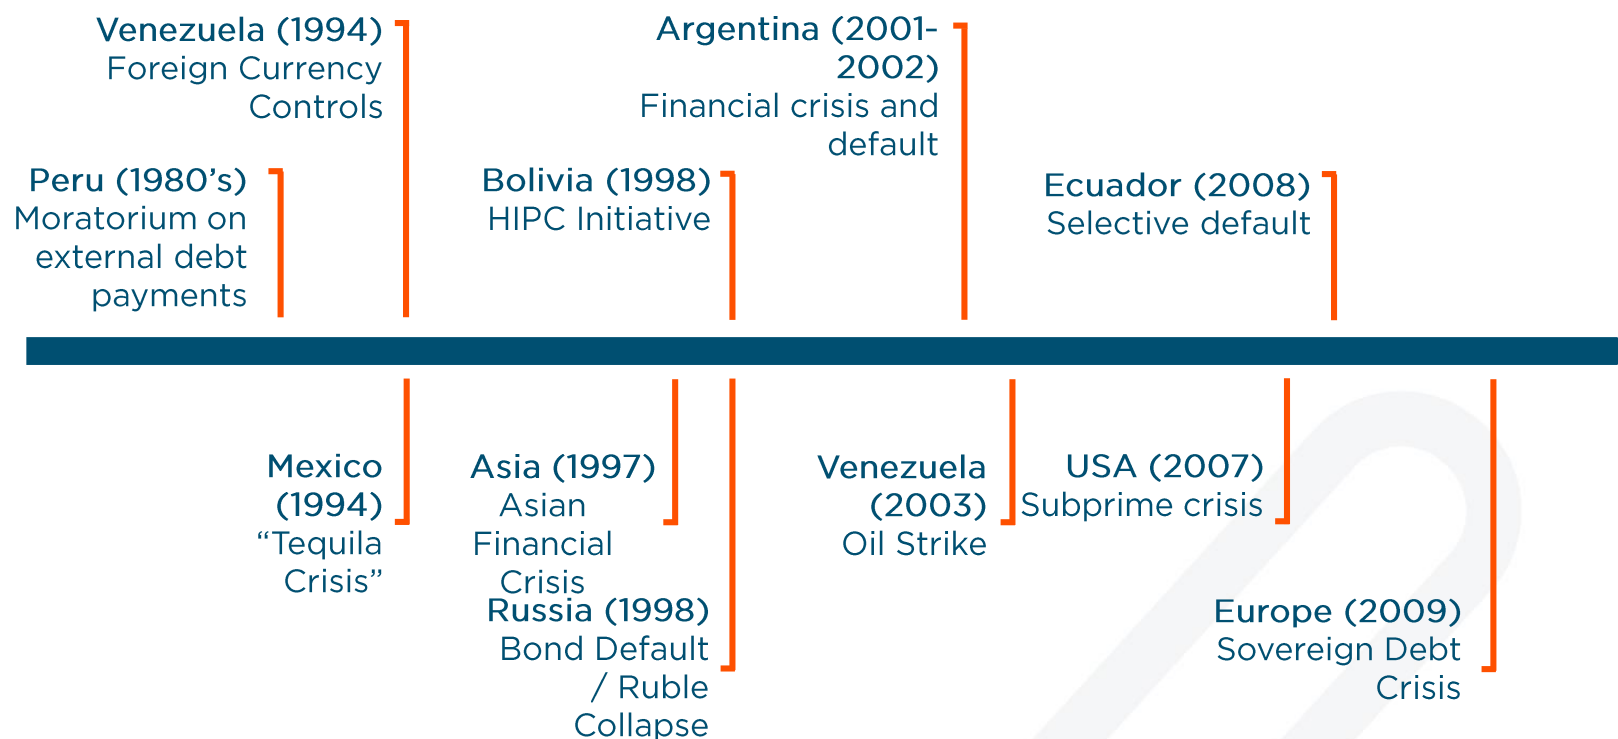 Venezuela (1994)
Foreign Currency
Controls
Argentina (2001-
2002)
Financial crisis and
default
Peru (1980’s)
Moratorium on
external debt
payments
Bolivia (1998)
HIPC Initiative
Ecuador (2008)
Selective default
Mexico
(1994)
“Tequila
Crisis”
Asia (1997)
Asian
Financial
Crisis
Russia (1998)
Bond Default
/ Ruble
Collapse
Venezuela
(2003)
Oil Strike
USA (2007)
Subprime crisis
Europe (2009)
Sovereign Debt
Crisis